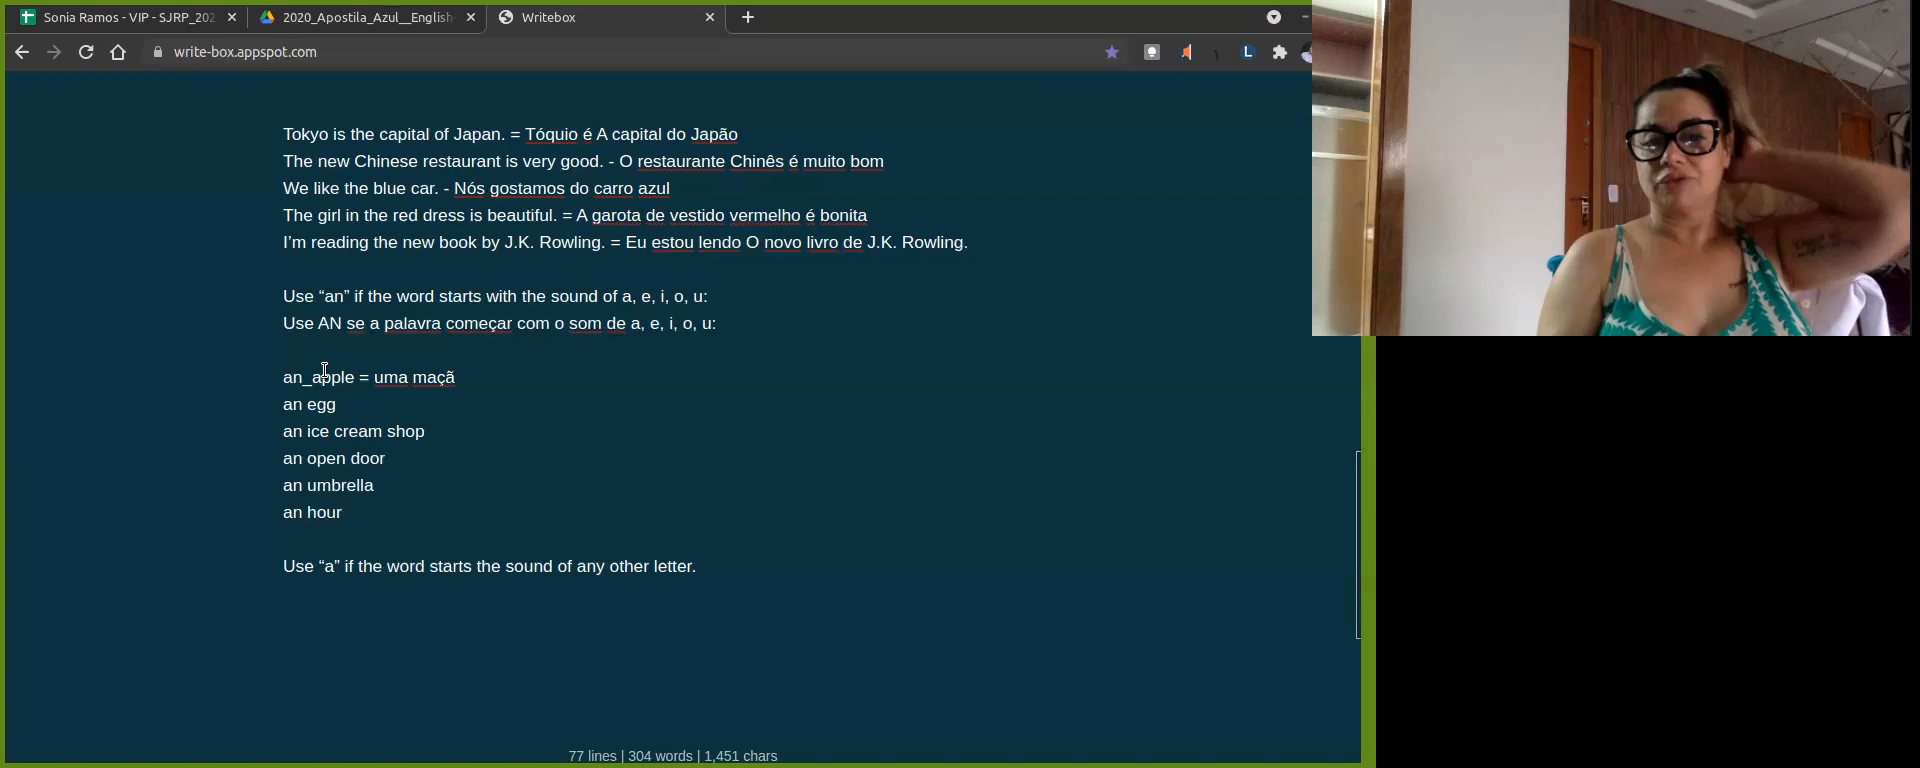 Sonia Ramos - VIP - SJRP_202
2020_Apostila_Azul__English
Writebox
write-box.appspot.com
Tokyo is the capital of Japan. = Tóquio é A capital do Japão
The new Chinese restaurant is very good. - O restaurante Chinês é muito bom
We like the blue car. - Nós gostamos do carro azul
The girl in the red dress is beautiful. = A garota de vestido vermelho é bonita
I’m reading the new book by J.K. Rowling. = Eu estou lendo O novo livro de J.K. Rowling.
Use “an” if the word starts with the sound of a, e, i, o, u:
Use AN se a palavra começar com o som de a, e, i, o, u:
an_apple = uma maçã
an egg
an ice cream shop
an open door
an umbrella
an hour
Use “a” if the word starts the sound of any other letter.
77 lines | 304 words | 1,451 chars